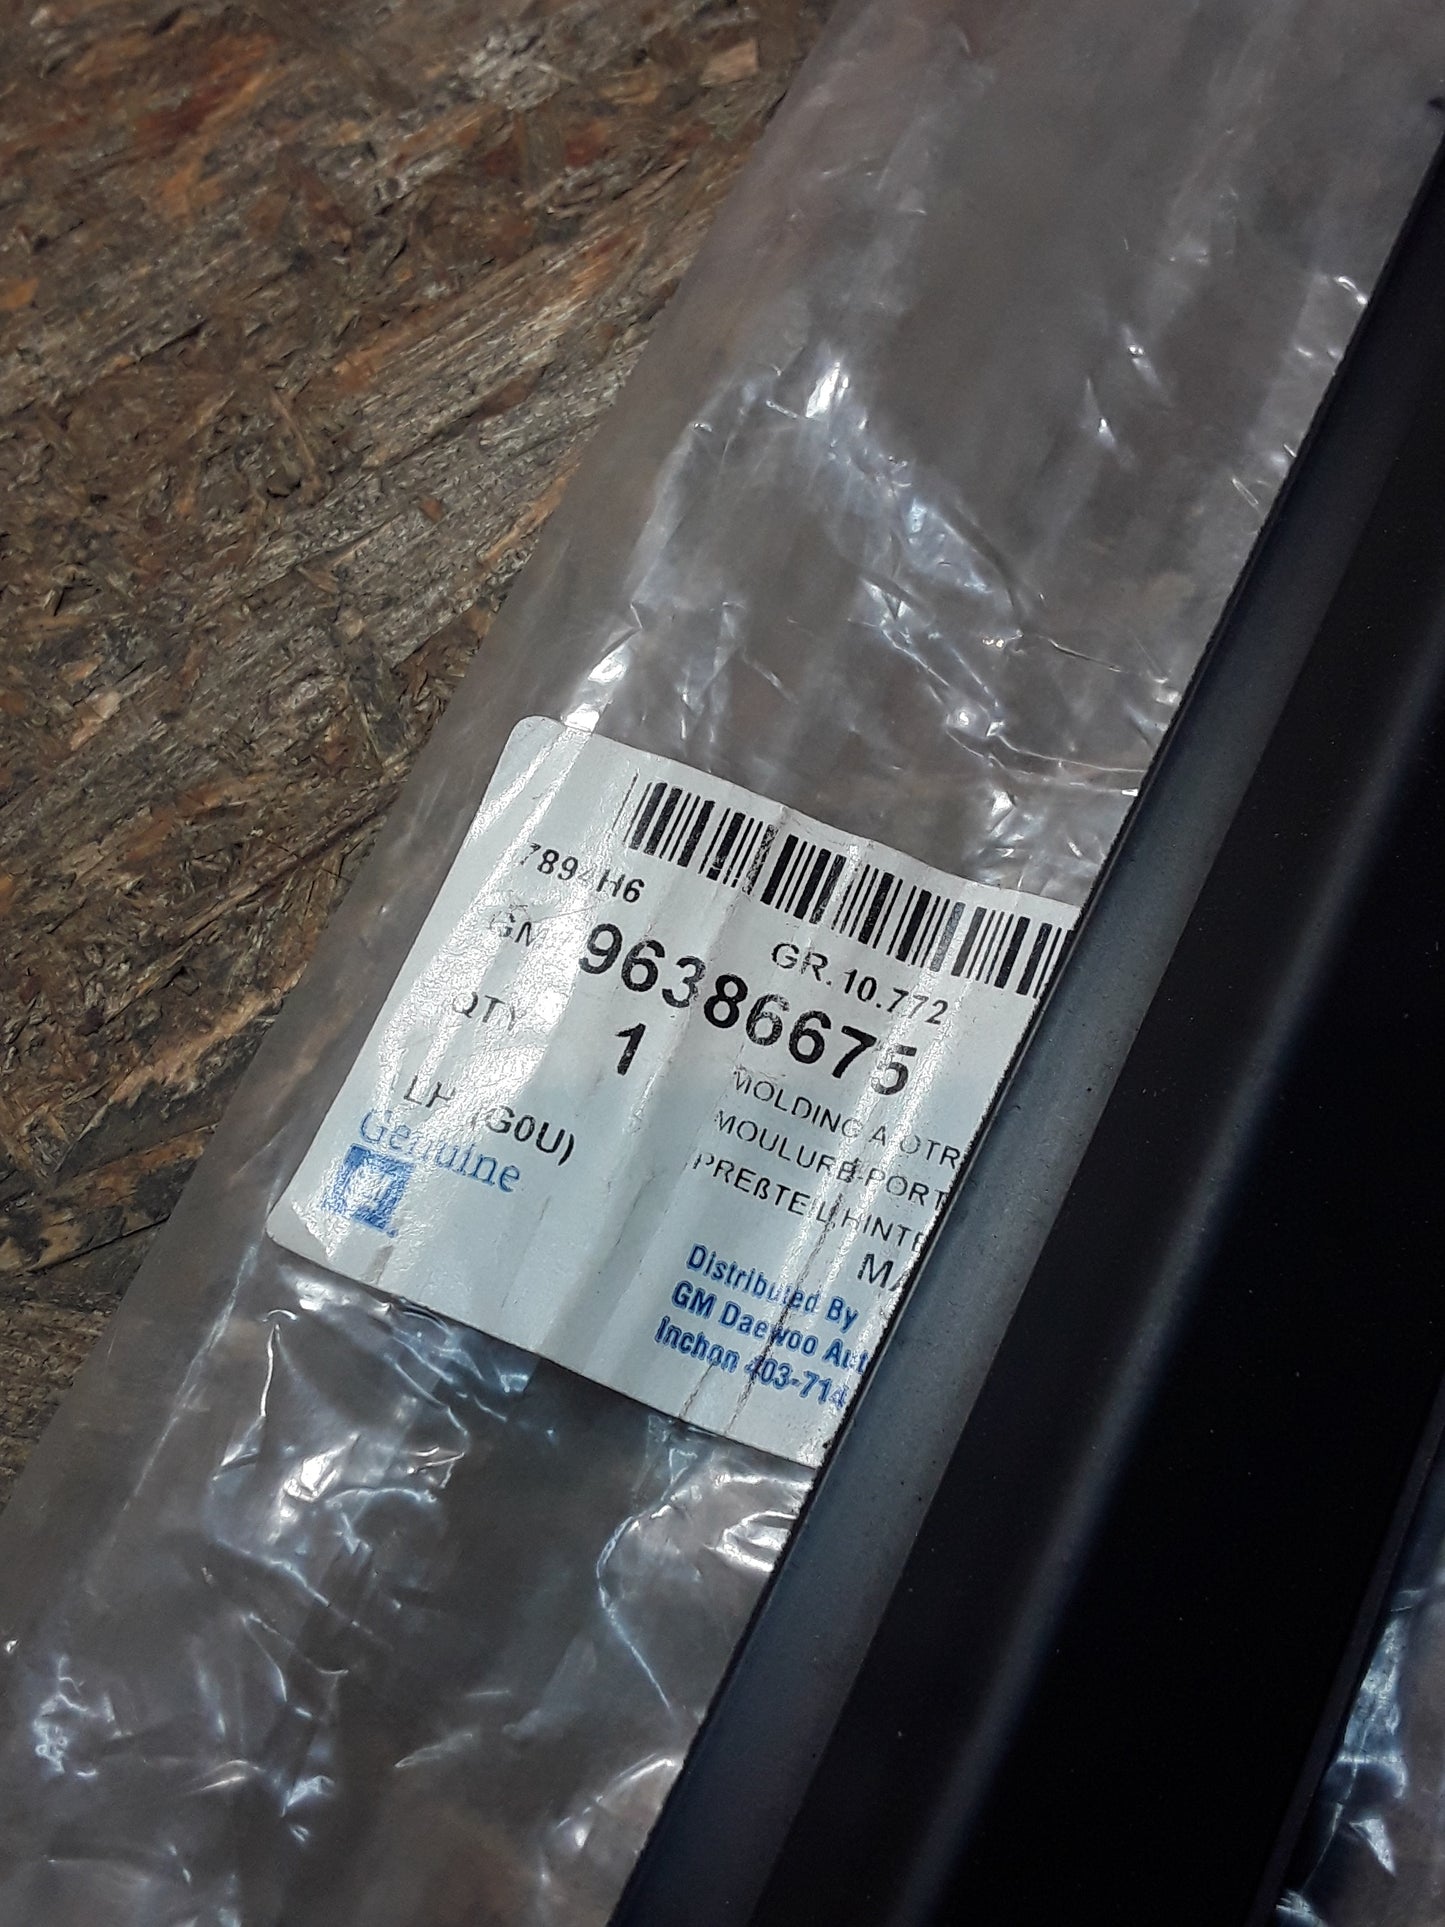 7894H6
GR.10.772
GM 96386675
QTY 1
MOLDING A-OTR
LH (G0U)
MOULURE-PORT
PREßTEIL,HINTE
Genuine
GM
MA
Distributed By
GM Daewoo Aut
Inchon 403-714